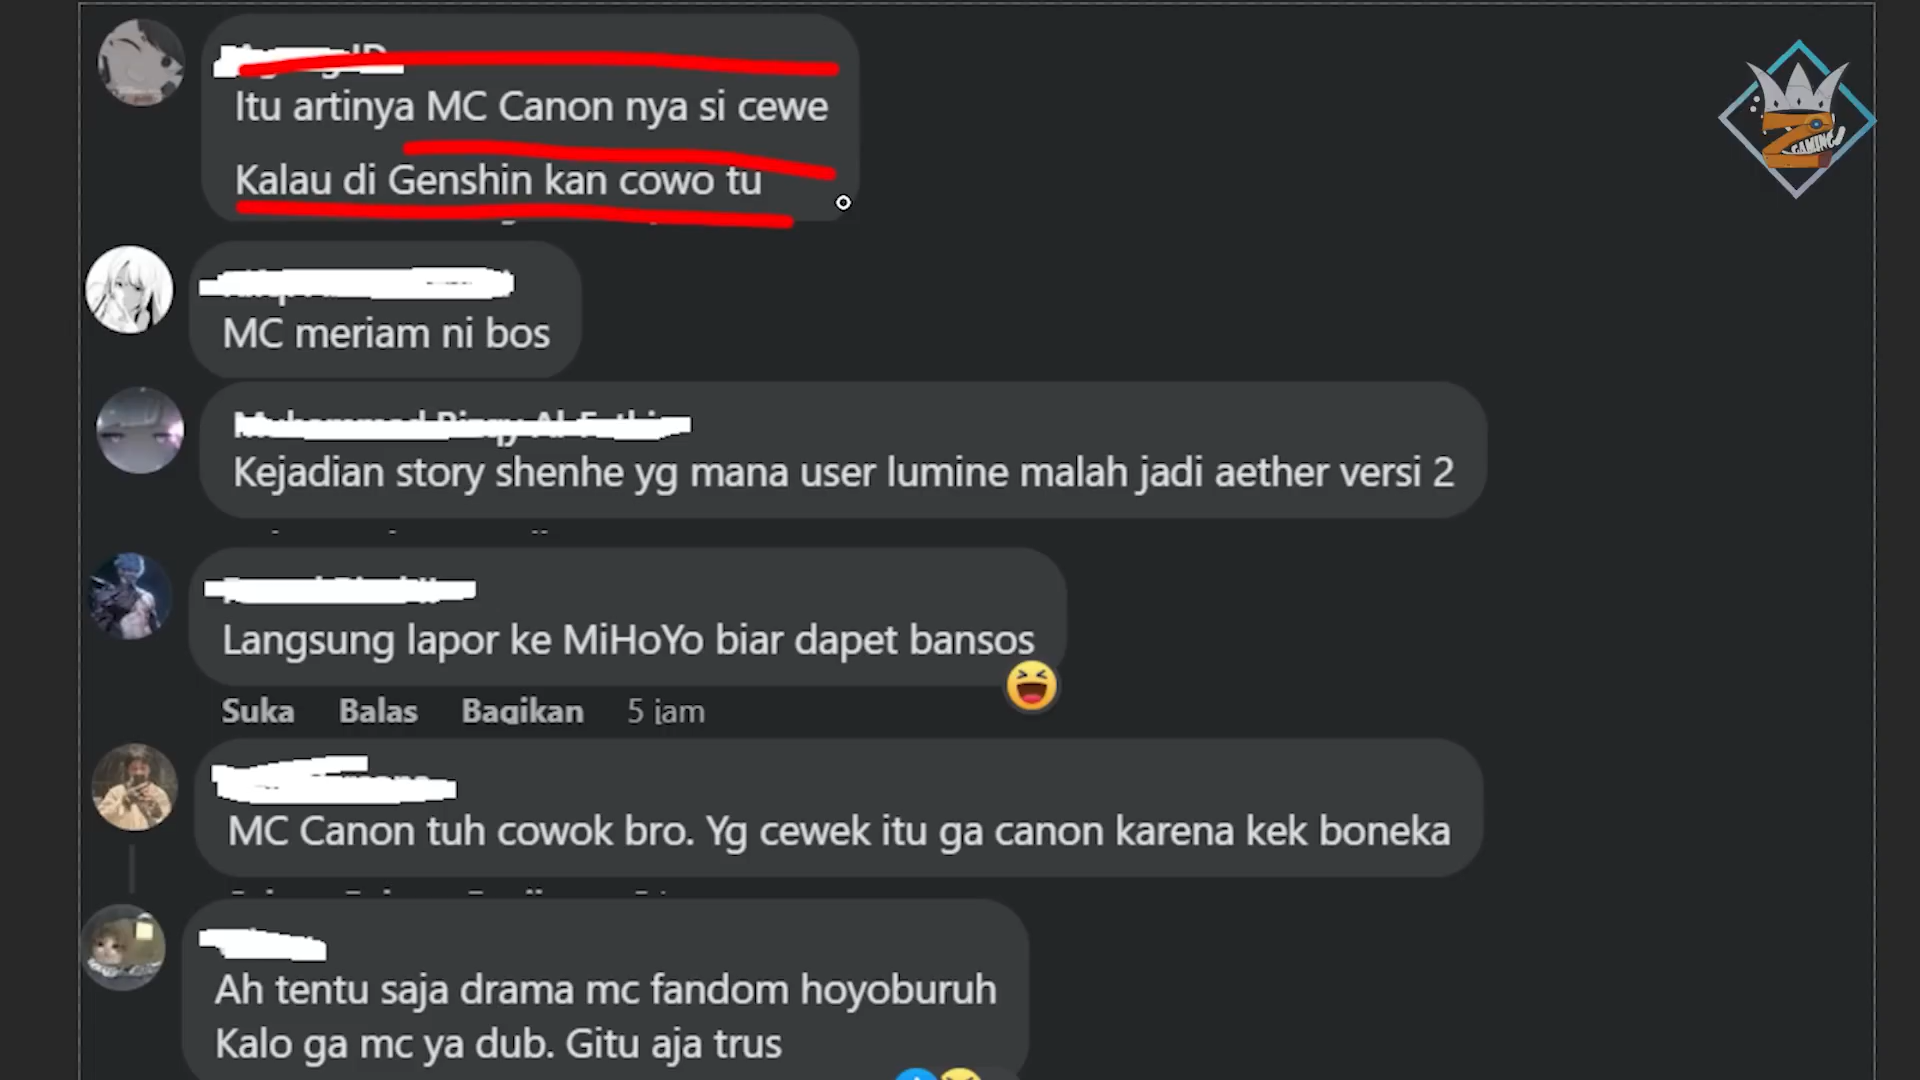 Itu artinya MC Canon nya si cewe
Kalau di Genshin kan cowo tu
MC meriam ni bos
Kejadian story shenhe yg mana user lumine malah jadi aether versi 2
Langsung lapor ke MiHoYo biar dapet bansos
Suka Balas Bagikan 5 jam
MC Canon tuh cowok bro. Yg cewek itu ga canon karena kek boneka
Ah tentu saja drama mc fandom hoyoburuh
Kalo ga mc ya dub. Gitu aja trus
GAMING